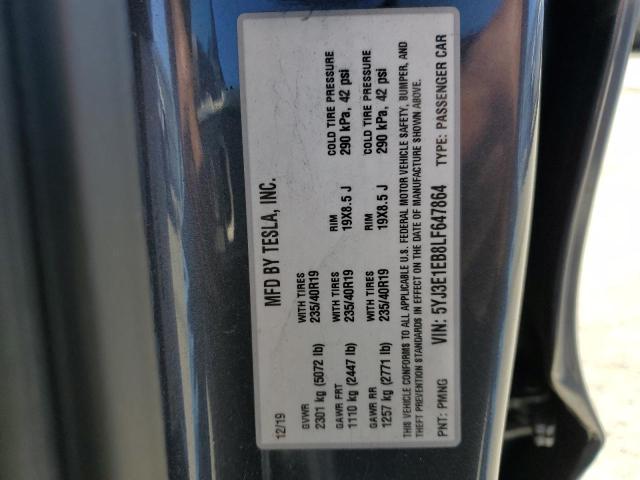 MFD BY TESLA, INC.
12/19
GVWR WITH TIRES
2301 kg (5072 lb) 235/40R19
GAWR FRT WITH TIRES RIM COLD TIRE PRESSURE
1110 kg (2447 lb) 235/40R19 19X8.5 J 290 kPa, 42 psi
GAWR RR WITH TIRES RIM COLD TIRE PRESSURE
1257 kg (2771 lb) 235/40R19 19X8.5 J 290 kPa, 42 psi
THIS VEHICLE CONFORMS TO ALL APPLICABLE U.S. FEDERAL MOTOR VEHICLE SAFETY, BUMPER, AND
THEFT PREVENTION STANDARDS IN EFFECT ON THE DATE OF MANUFACTURE SHOWN ABOVE.
PNT: PMNG VIN: 5YJ3E1EB8LF647864 TYPE: PASSENGER CAR